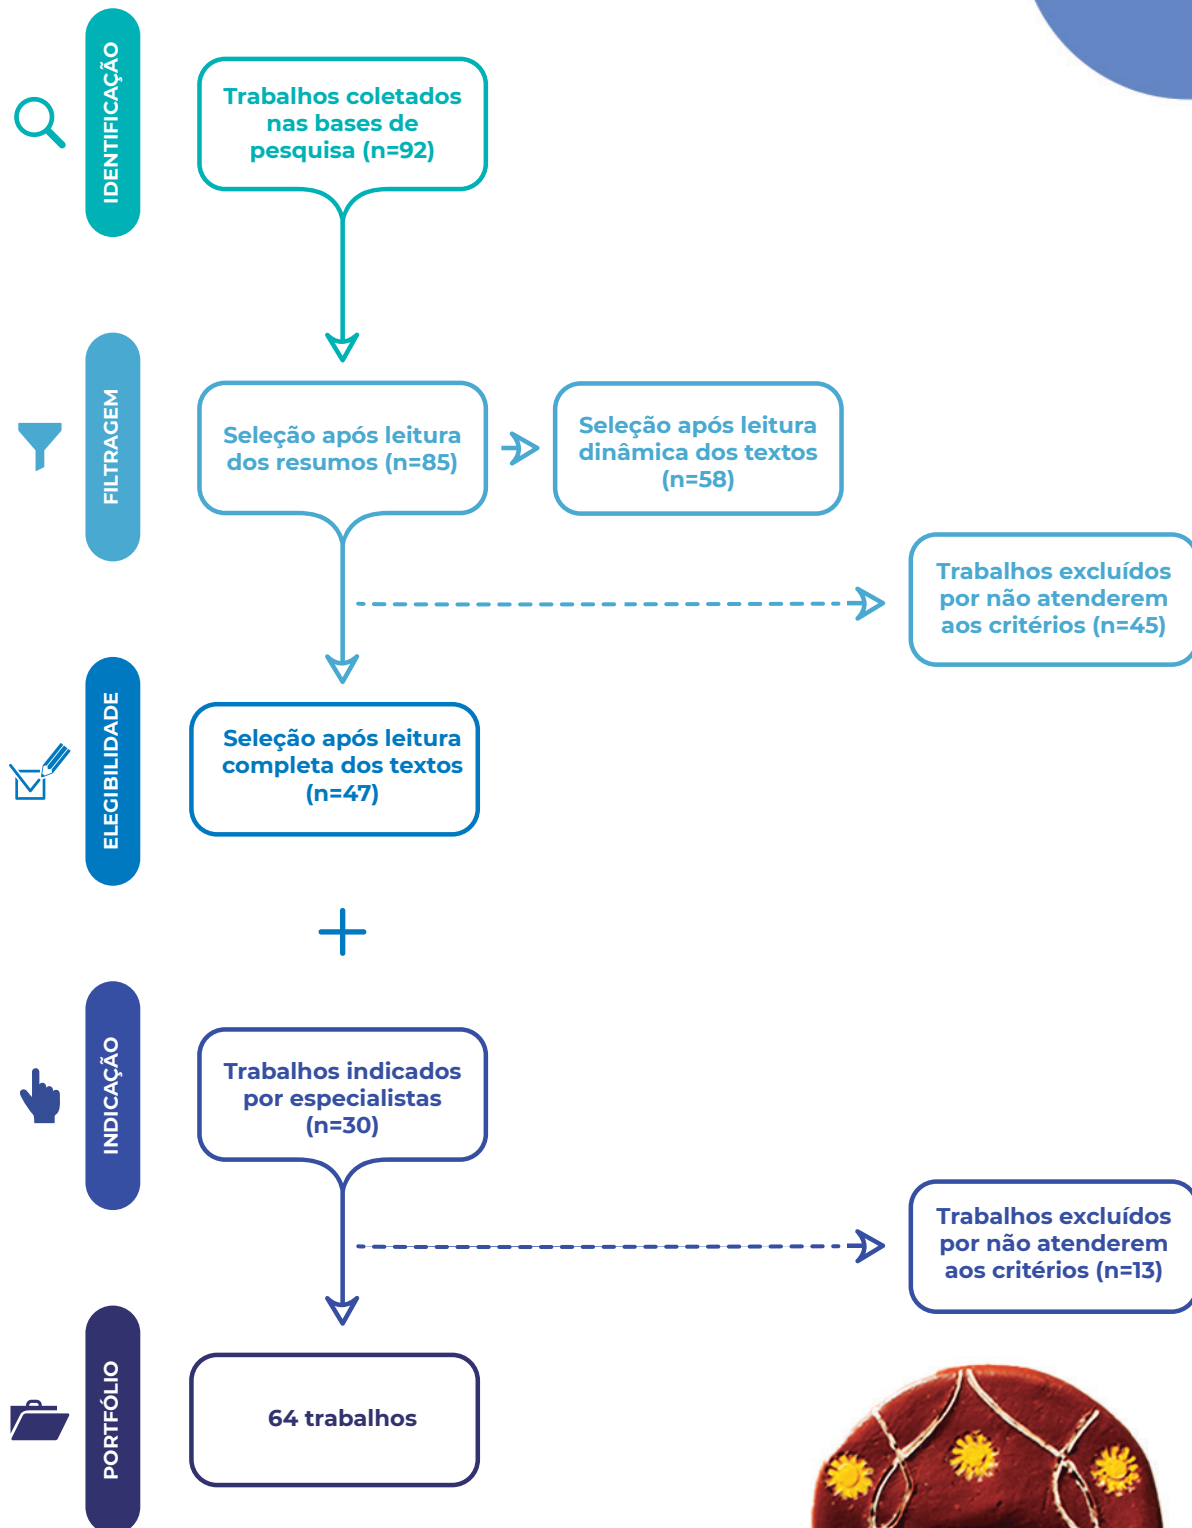 IDENTIFICAÇÃO
Trabalhos coletados
nas bases de
pesquisa (n=92)
FILTRAGEM
Seleção após leitura
dos resumos (n=85)
Seleção após leitura
dinâmica dos textos
(n=58)
Trabalhos excluídos
por não atenderem
aos critérios (n=45)
ELEGIBILIDADE
Seleção após leitura
completa dos textos
(n=47)
INDICAÇÃO
Trabalhos indicados
por especialistas
(n=30)
Trabalhos excluídos
por não atenderem
aos critérios (n=13)
PORTFÓLIO
64 trabalhos